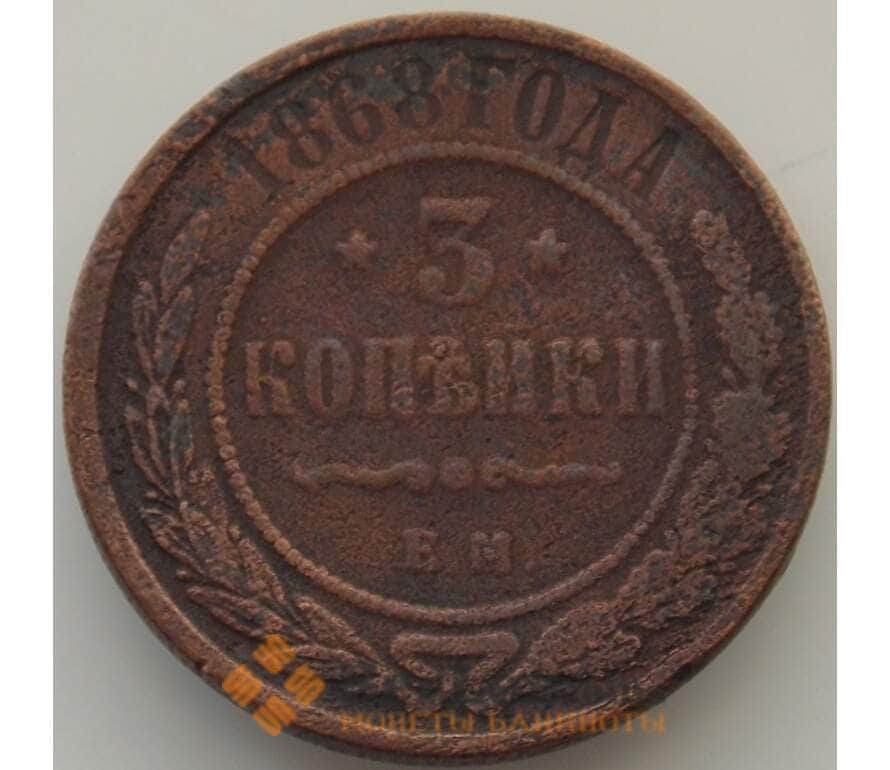 1868 ГОДА
3
КОПѢЙКИ
Е М
МОНЕТЫ БАНКНОТЫ